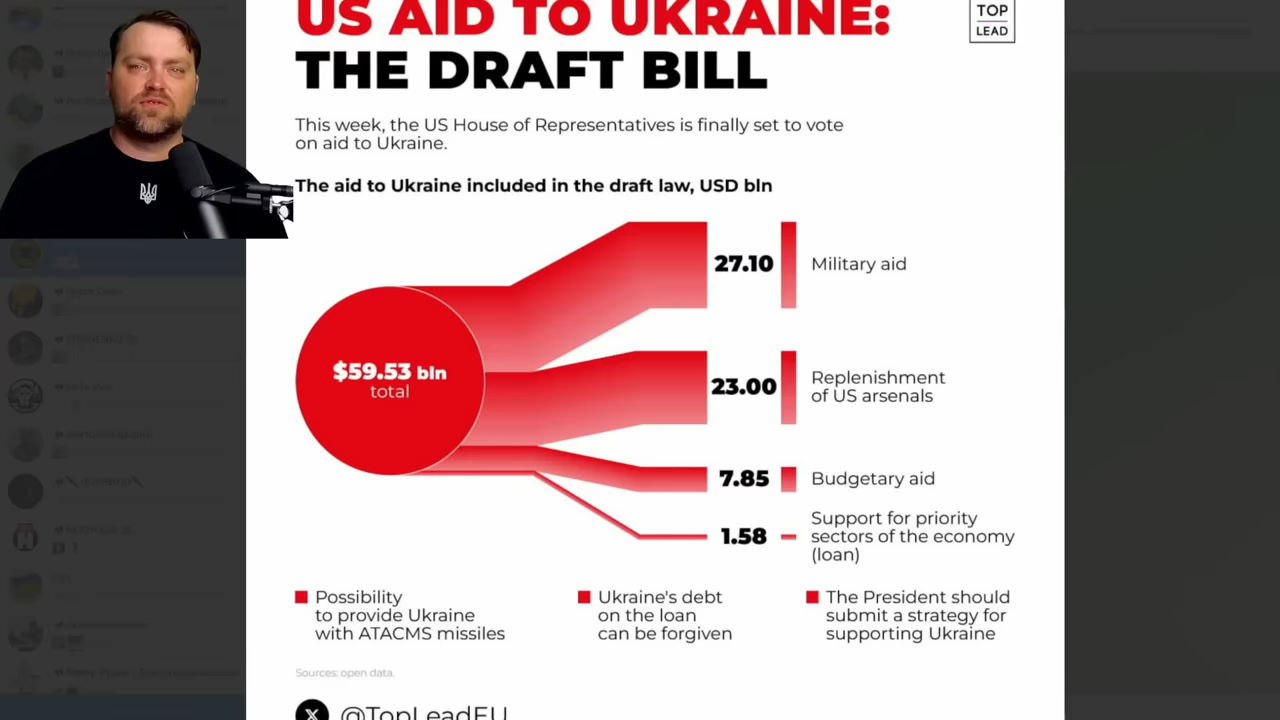 US AID TO UKRAINE:
THE DRAFT BILL
TOP
LEAD
This week, the US House of Representatives is finally set to vote
on aid to Ukraine.
The aid to Ukraine included in the draft law, USD bln
$59.53 bln
total
27.10
Military aid
23.00
Replenishment
of US arsenals
7.85
Budgetary aid
1.58
Support for priority
sectors of the economy
(loan)
Possibility
to provide Ukraine
with ATACMS missiles
Ukraine's debt
on the loan
can be forgiven
The President should
submit a strategy for
supporting Ukraine
Sources: open data.
X @TopLeadEU